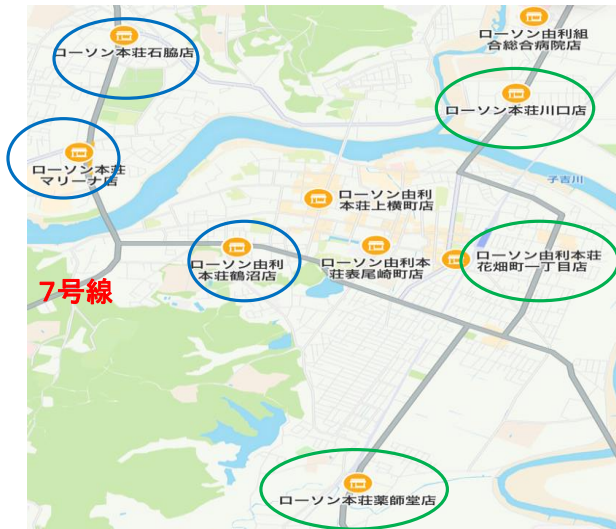 ローソン由利組
合総合病院店
ローソン本荘石脇店
ローソン本荘川口店
ローソン本荘
マリーナ店
子吉川
ローソン由利
本荘上横町店
ローソン由利
本荘鶴沼店
ローソン由利本
荘表尾崎町店
ローソン由利本荘
花畑町一丁目店
7号線
ローソン本荘薬師堂店